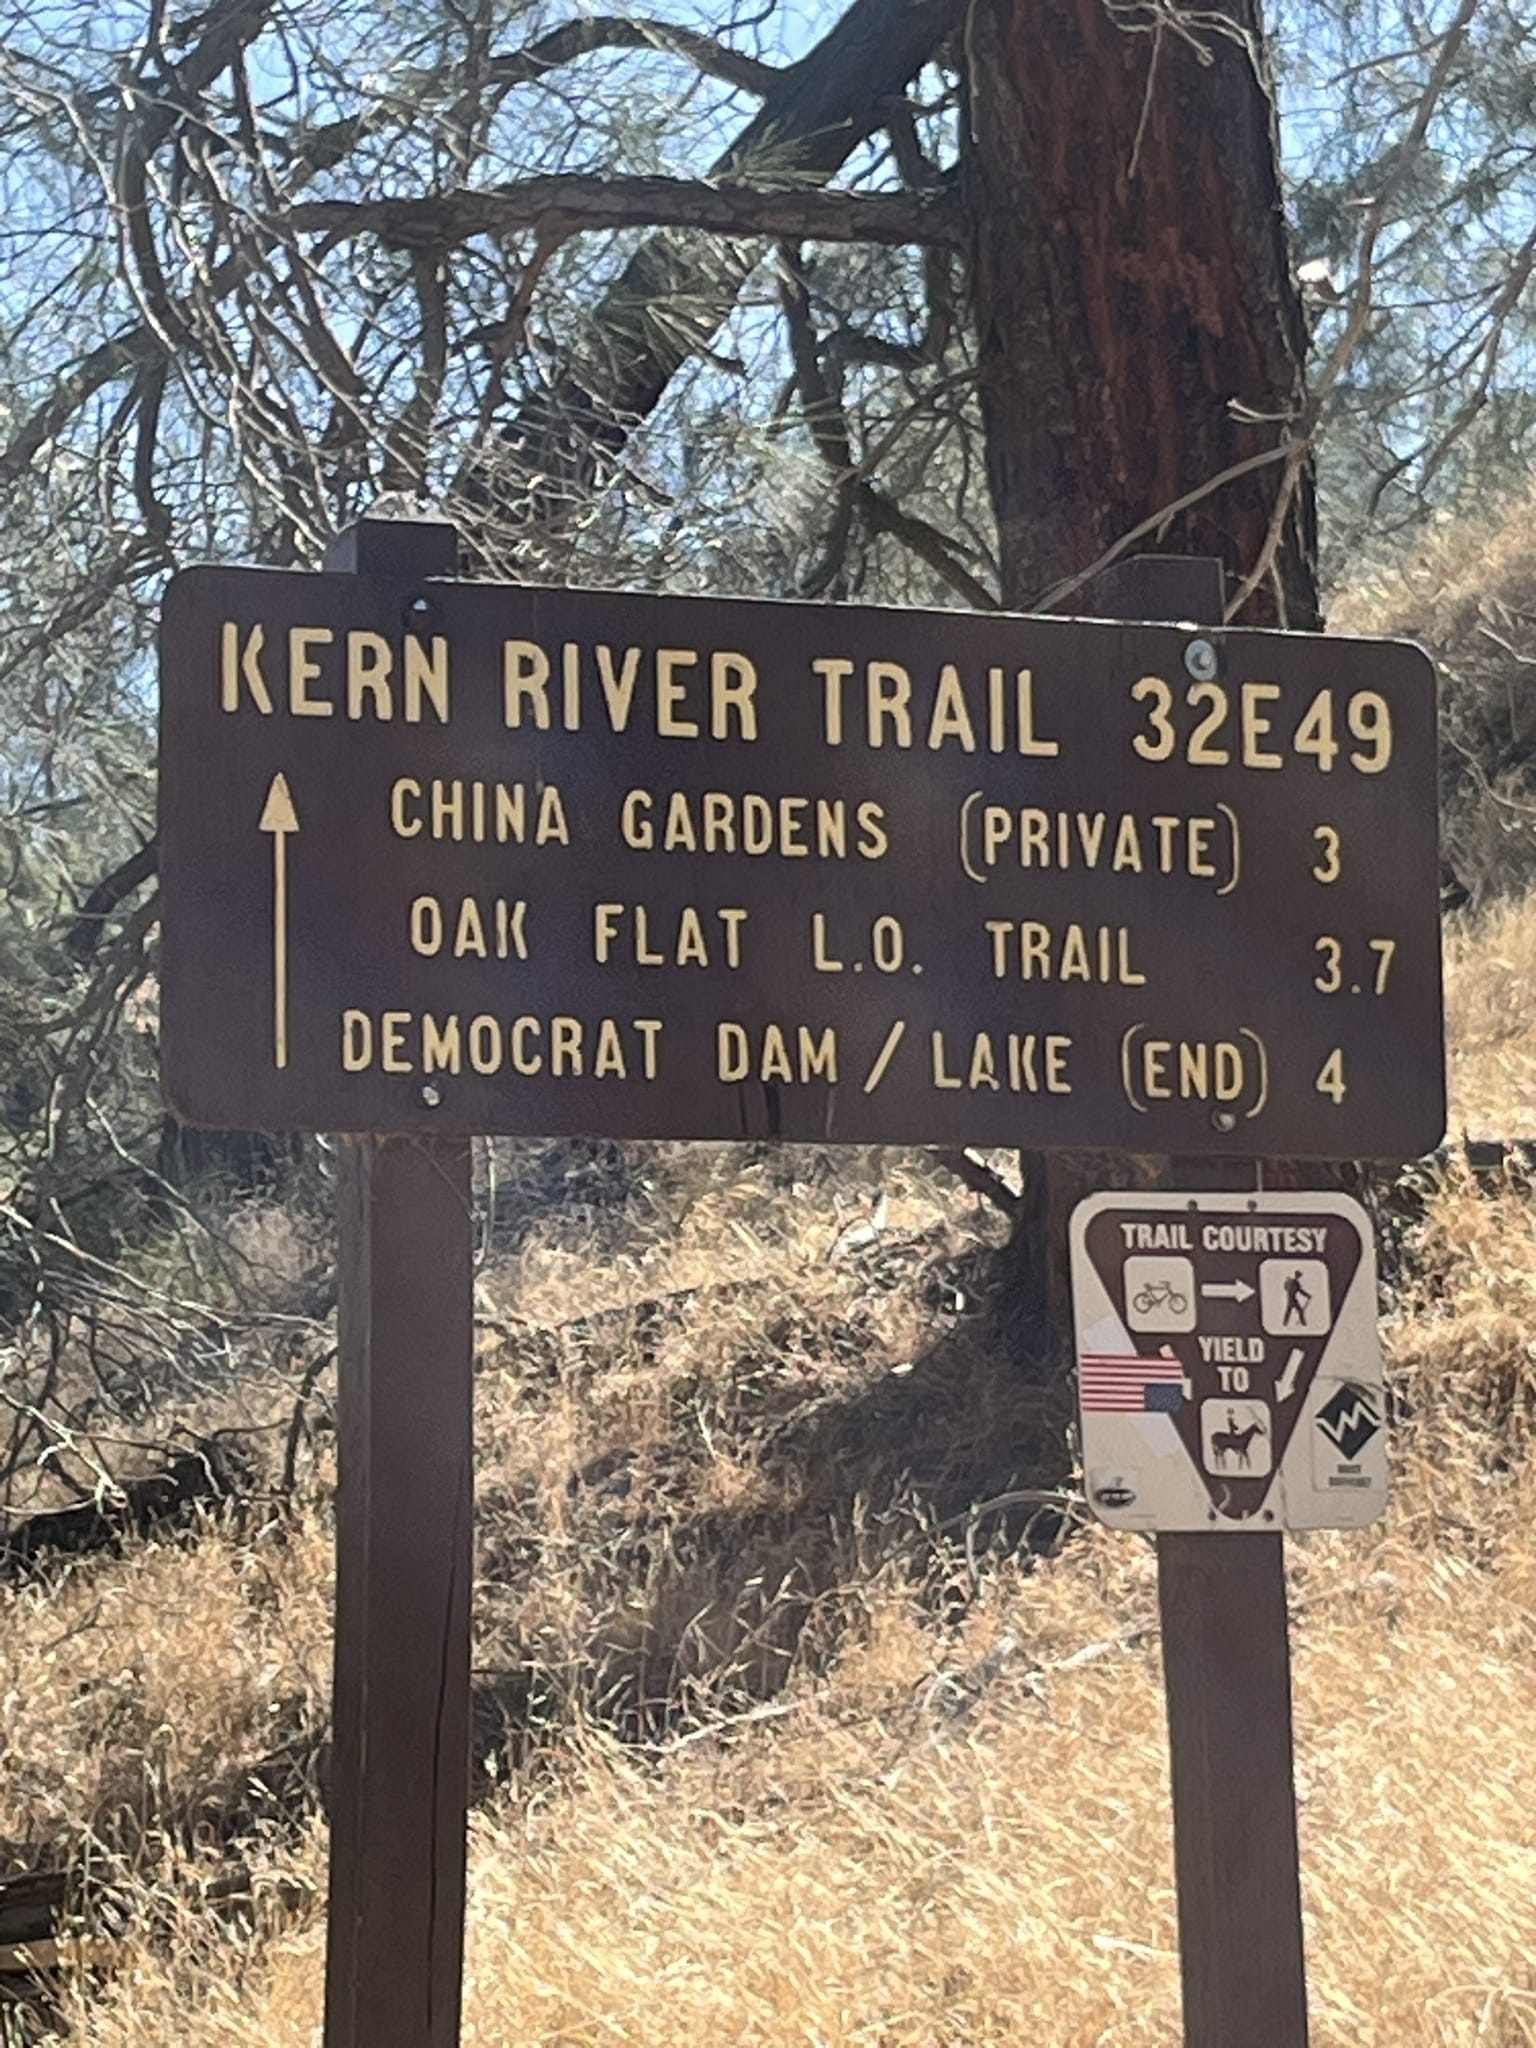 KERN RIVER TRAIL 32E49
CHINA GARDENS (PRIVATE) 3
OAK FLAT L.O. TRAIL 3.7
DEMOCRAT DAM / LAKE (END) 4
TRAIL COURTESY
YIELD
TO